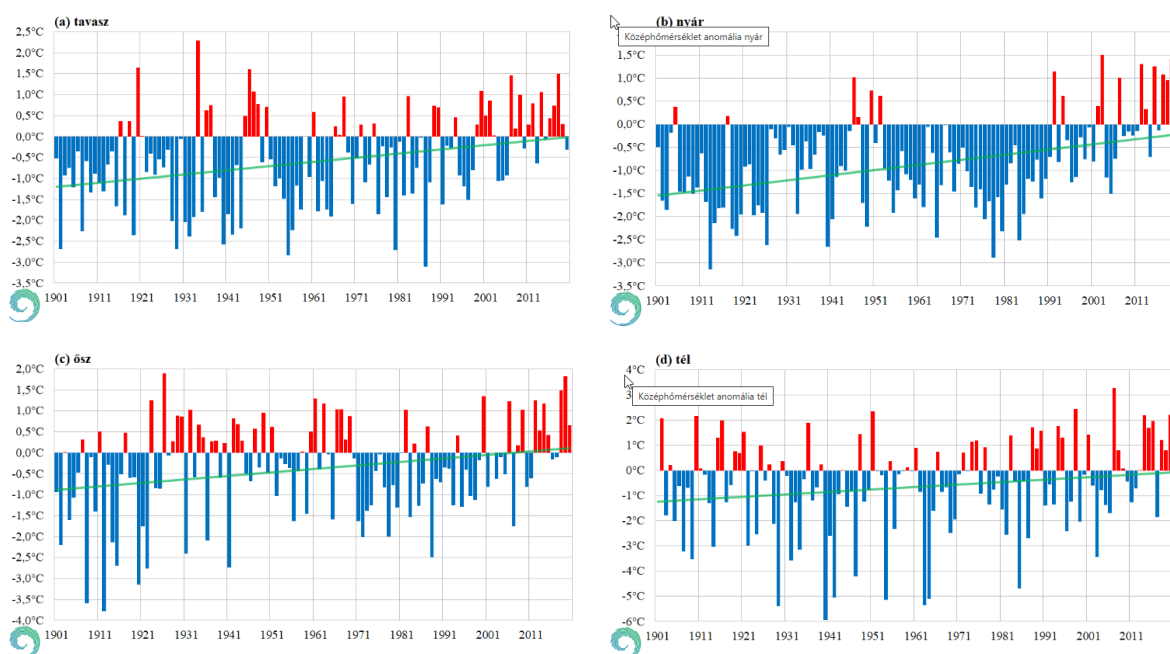 (a) tavasz
2,5°C
2,0°C
1,5°C
1,0°C
0,5°C
0,0°C
-0,5°C
-1,0°C
-1,5°C
-2,0°C
-2,5°C
-3,0°C
-3,5°C
1901 1911 1921 1931 1941 1951 1961 1971 1981 1991 2001 2011
(b) nyár
Középhőmérséklet anomália nyár
1,5°C
1,0°C
0,5°C
0,0°C
-0,5°C
-1,0°C
-1,5°C
-2,0°C
-2,5°C
-3,0°C
-3,5°C
1901 1911 1921 1931 1941 1951 1961 1971 1981 1991 2001 2011
(c) ősz
2,0°C
1,5°C
1,0°C
0,5°C
0,0°C
-0,5°C
-1,0°C
-1,5°C
-2,0°C
-2,5°C
-3,0°C
-3,5°C
-4,0°C
1901 1911 1921 1931 1941 1951 1961 1971 1981 1991 2001 2011
(d) tél
4°C
Középhőmérséklet anomália tél
2°C
1°C
0°C
-1°C
-2°C
-3°C
-4°C
-5°C
-6°C
1901 1911 1921 1931 1941 1951 1961 1971 1981 1991 2001 2011